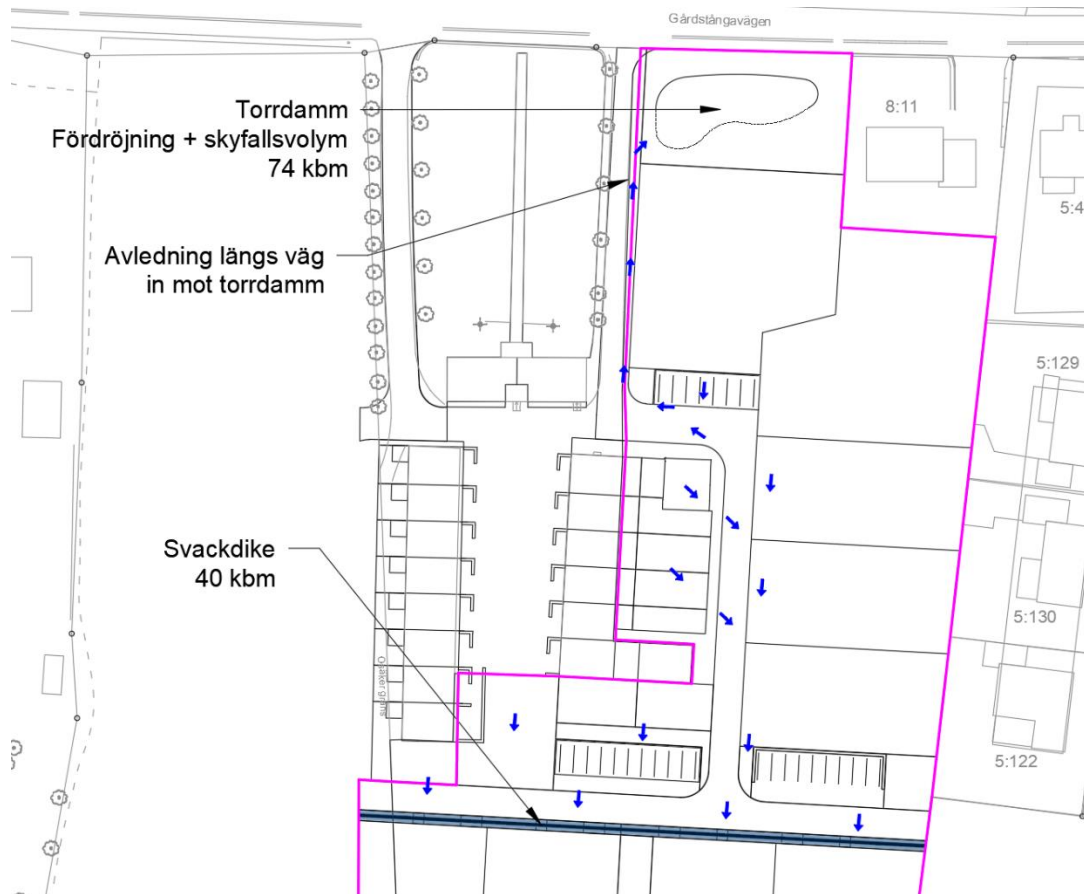 Gårdstångavägen
Torrdamm
Fördröjning + skyfallsvolym
74 kbm
8:11
5:4
Avledning längs väg
in mot torrdamm
5:129
Svackdike
40 kbm
5:130
5:122